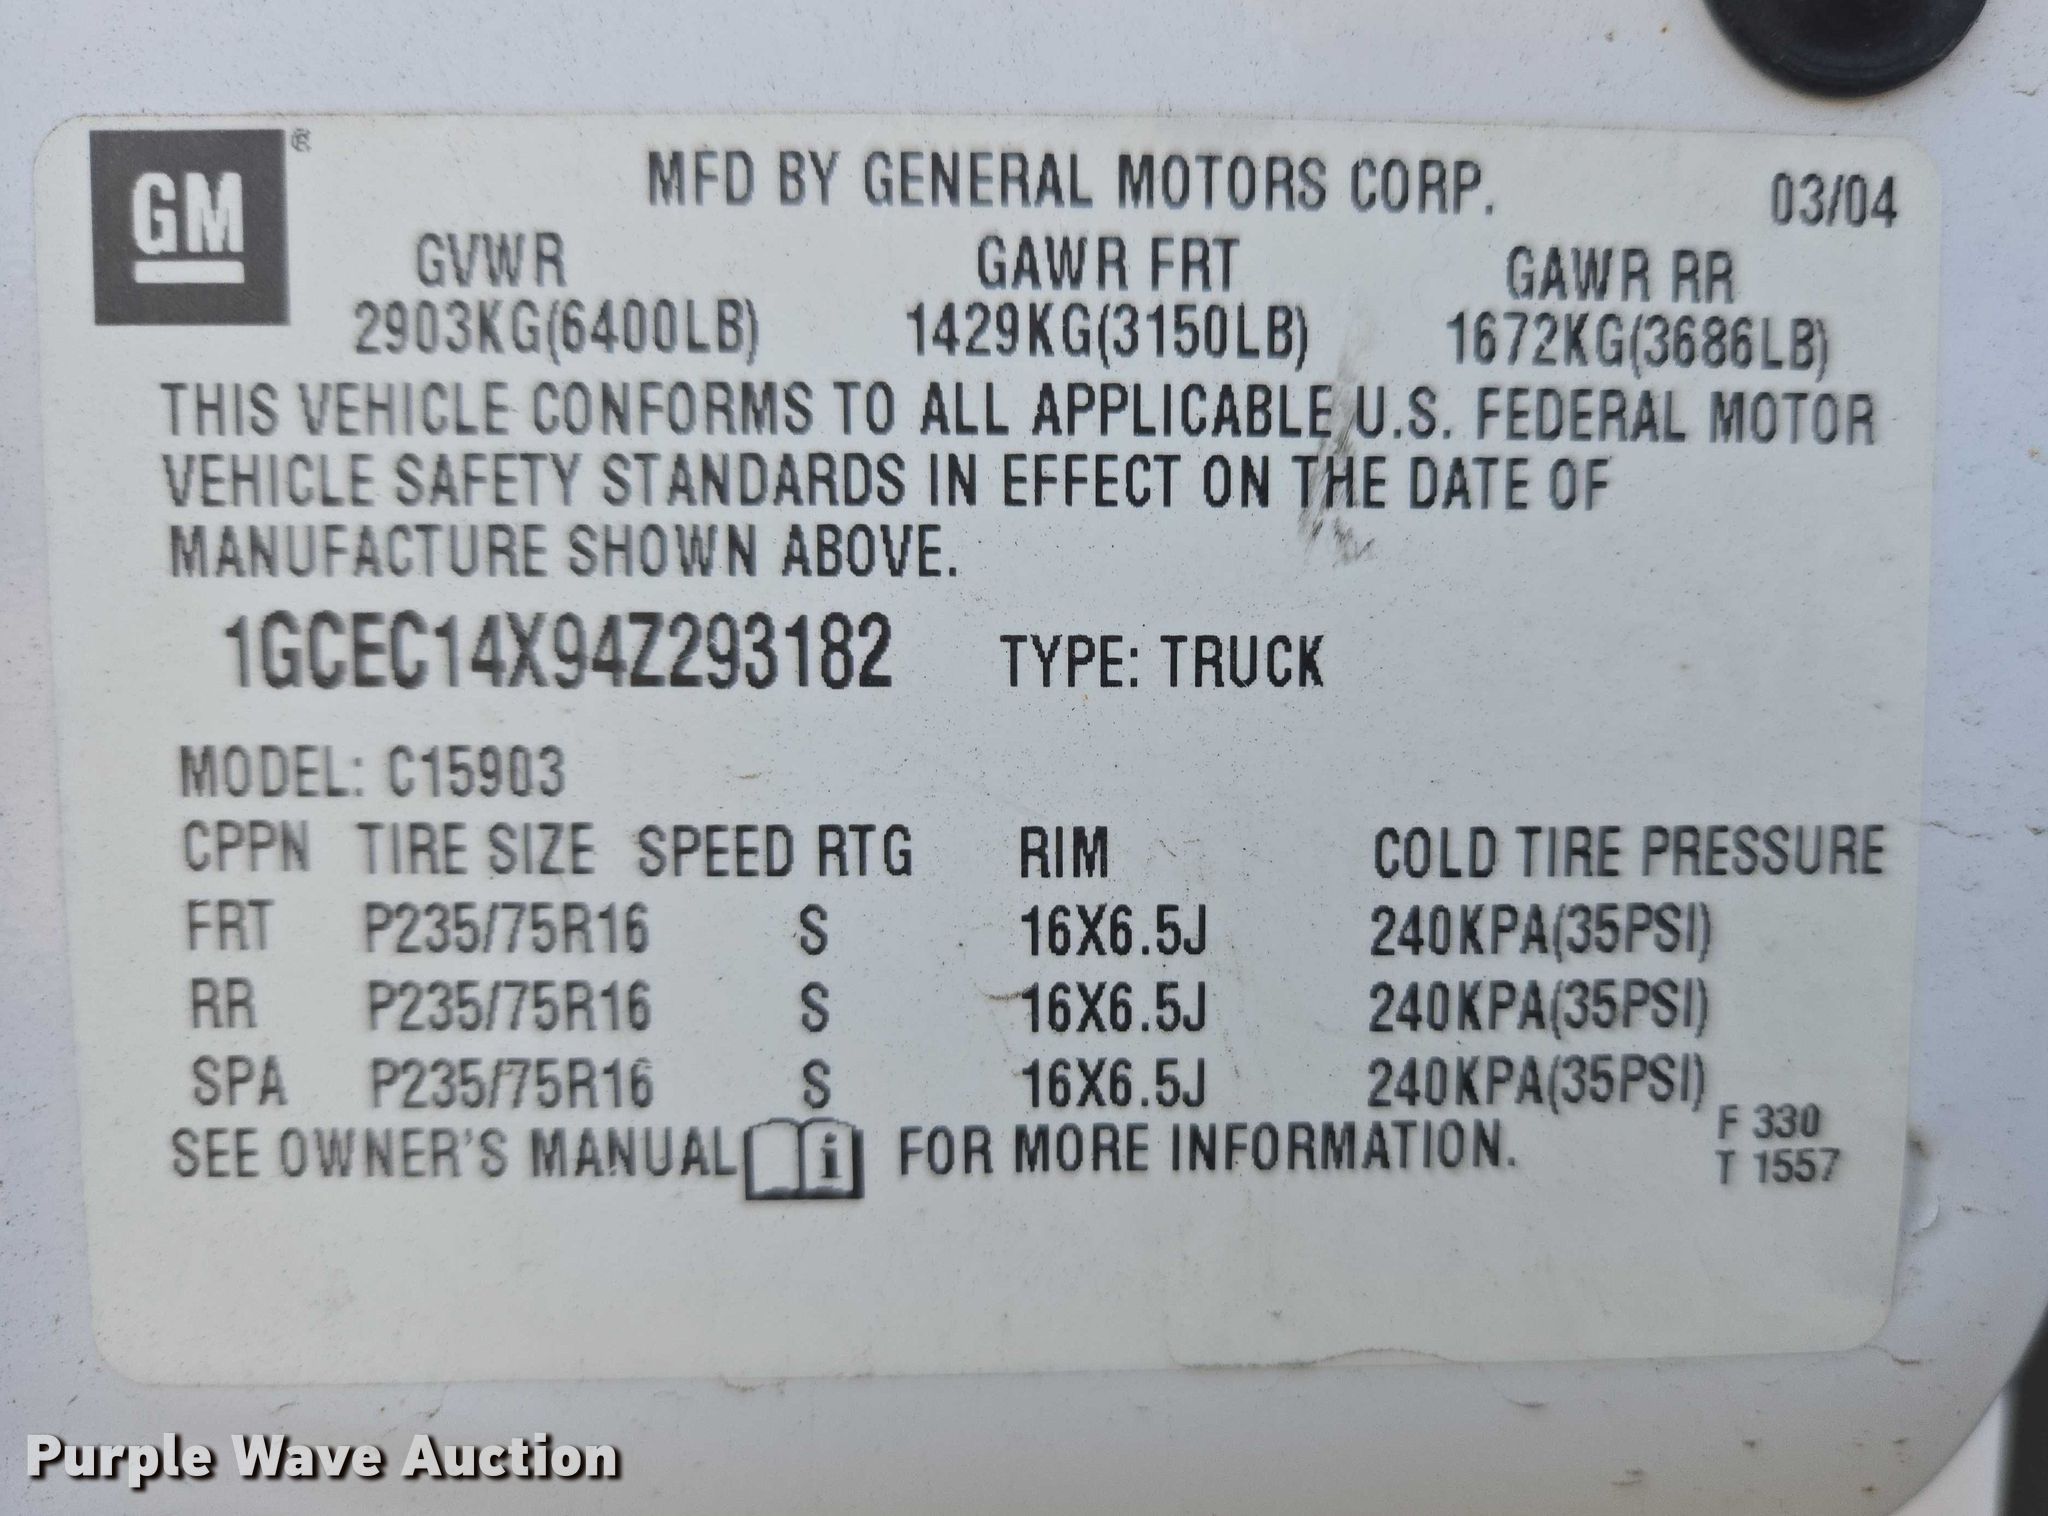 GM ®
MFD BY GENERAL MOTORS CORP. 03/04
GVWR GAWR FRT GAWR RR
2903KG(6400LB) 1429KG(3150LB) 1672KG(3686LB)
THIS VEHICLE CONFORMS TO ALL APPLICABLE U.S. FEDERAL MOTOR
VEHICLE SAFETY STANDARDS IN EFFECT ON THE DATE OF
MANUFACTURE SHOWN ABOVE.
1GCEC14X94Z293182 TYPE: TRUCK
MODEL: C15903
CPPN TIRE SIZE SPEED RTG RIM COLD TIRE PRESSURE
FRT P235/75R16 S 16X6.5J 240KPA(35PSI)
RR P235/75R16 S 16X6.5J 240KPA(35PSI)
SPA P235/75R16 S 16X6.5J 240KPA(35PSI)
SEE OWNER'S MANUAL i FOR MORE INFORMATION.
F 330
T 1557
Purple Wave Auction